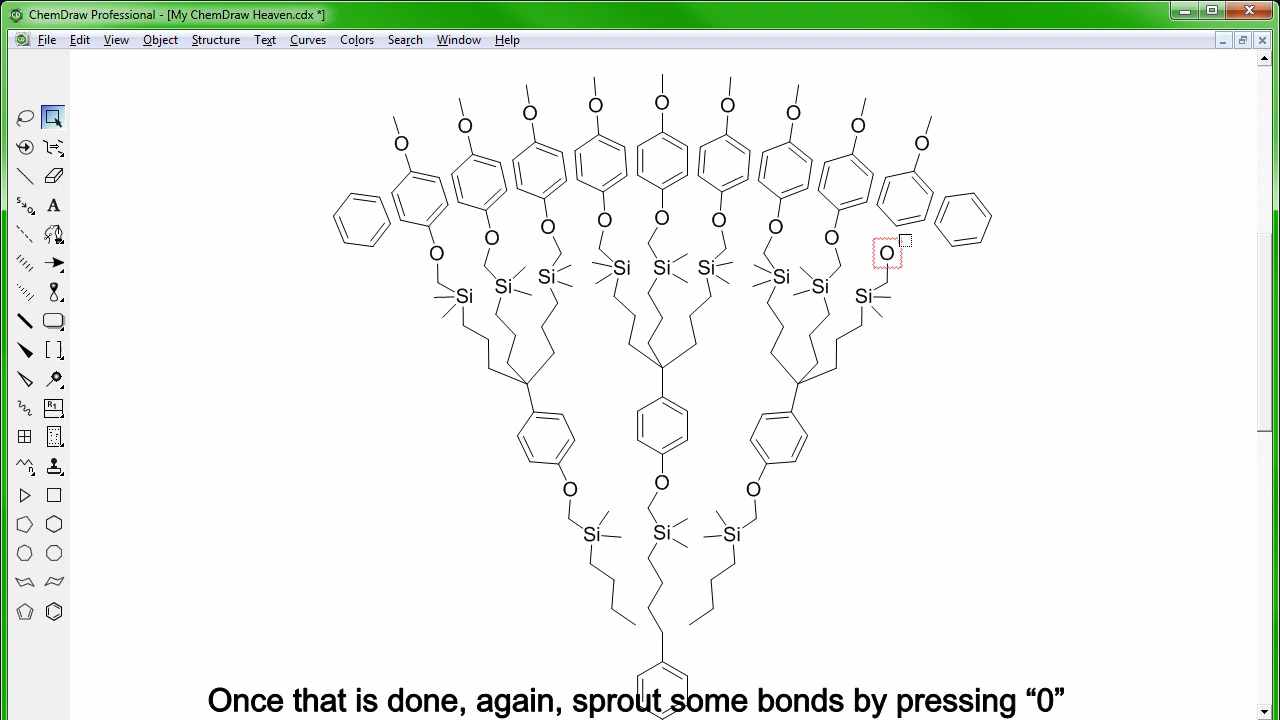 ChemDraw Professional - [My ChemDraw Heaven.cdx *]
File Edit View Object Structure Text Curves Colors Search Window Help
O O O O O O O O O
O O O O O O O O O
Si Si Si Si Si Si Si Si Si
O O O
Si Si Si
A
R1
Once that is done, again, sprout some bonds by pressing “0”